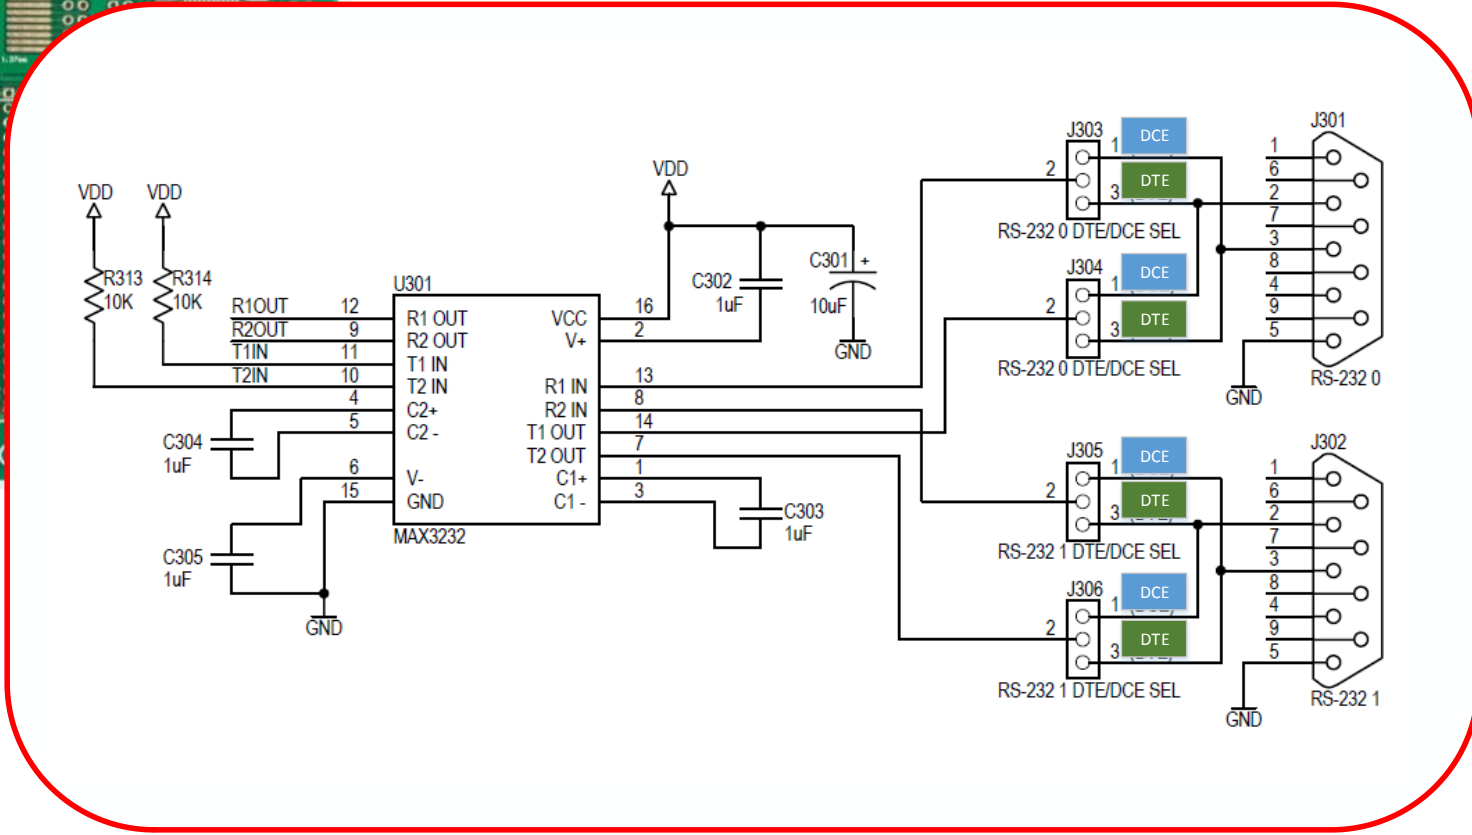 1.27mm
VDD
VDD
R313
10K
R314
10K
R1OUT
R2OUT
T1IN
T2IN
12
9
11
10
4
5
6
15
C304
1uF
C305
1uF
GND
U301
R1 OUT
R2 OUT
T1 IN
T2 IN
C2+
C2 -
V-
GND
VCC
V+
R1 IN
R2 IN
T1 OUT
T2 OUT
C1+
C1 -
MAX3232
16
2
13
8
14
7
1
3
VDD
C302
1uF
C301 +
10uF
GND
C303
1uF
J303
1 DCE
2
DTE
3
RS-232 0 DTE/DCE SEL
J304
1 DCE
2
DTE
3
RS-232 0 DTE/DCE SEL
J305
1 DCE
2
DTE
3
RS-232 1 DTE/DCE SEL
J306
1 DCE
2
DTE
3
RS-232 1 DTE/DCE SEL
J301
1
6
2
7
3
8
4
9
5
RS-232 0
GND
J302
1
6
2
7
3
8
4
9
5
RS-232 1
GND